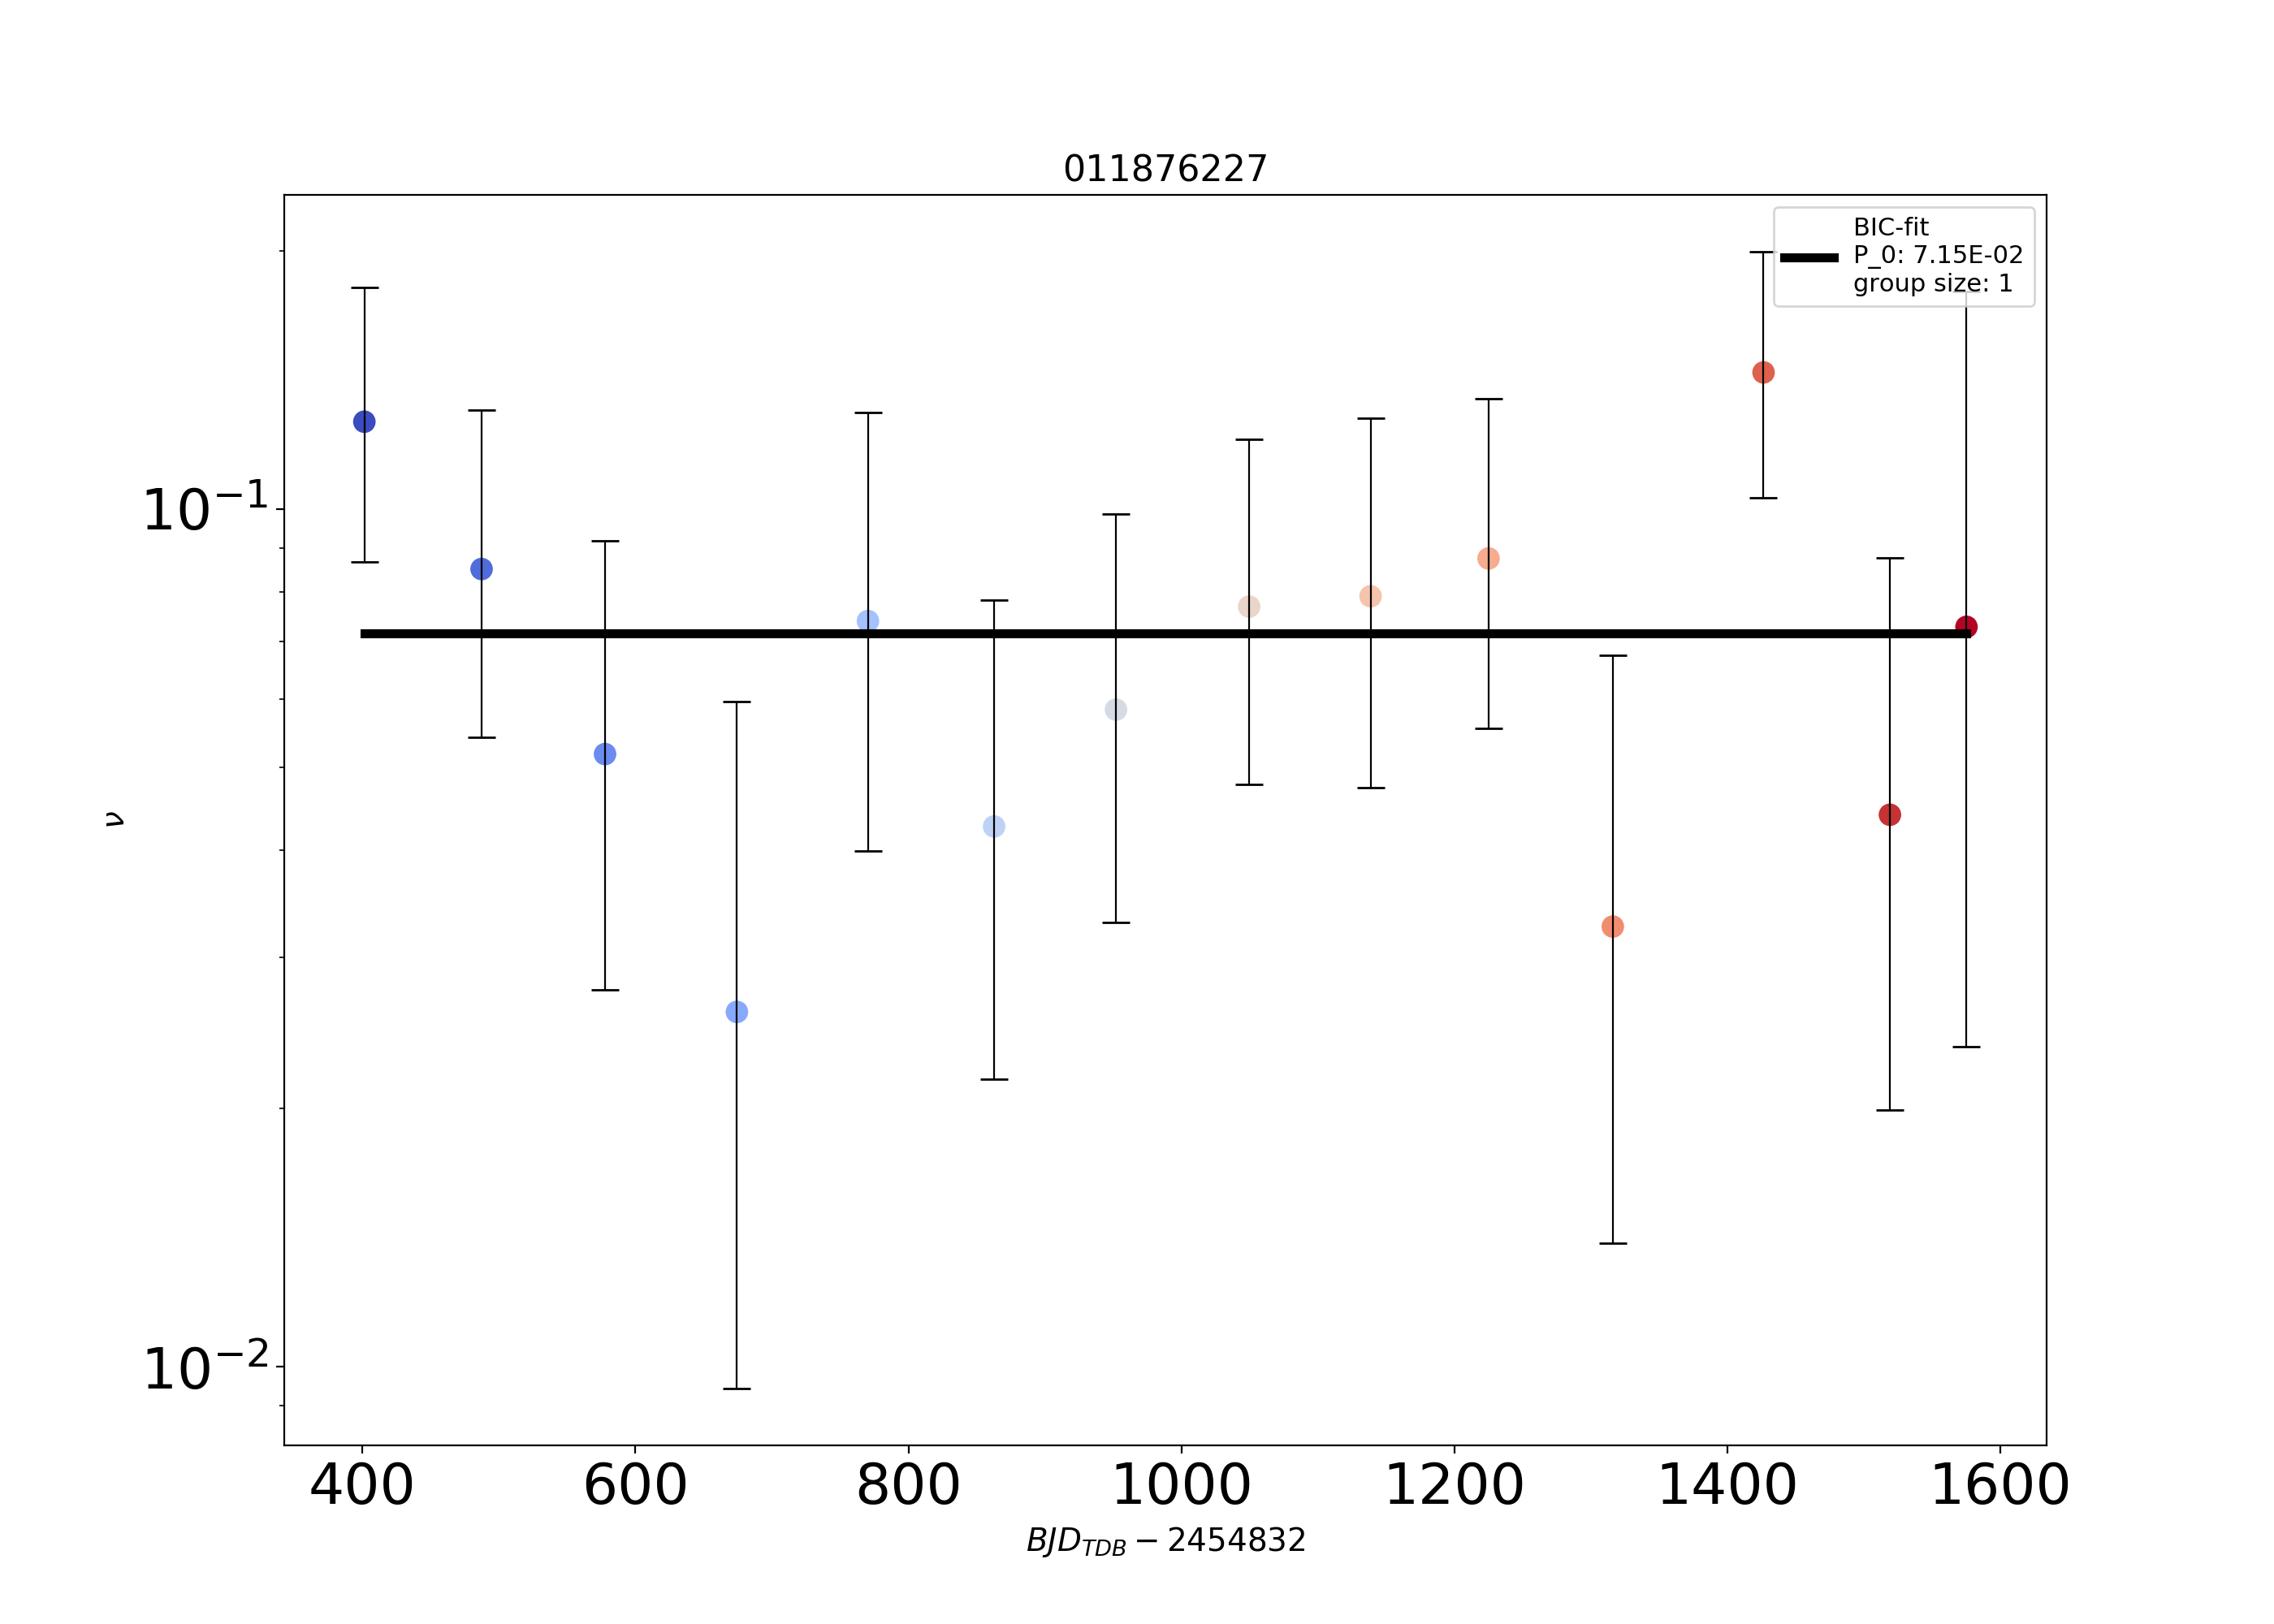 011876227
BIC-fit
P_0: 7.15E-02
group size: 1
10⁻¹
10⁻²
ν
400 600 800 1000 1200 1400 1600
BJD_TDB − 2454832